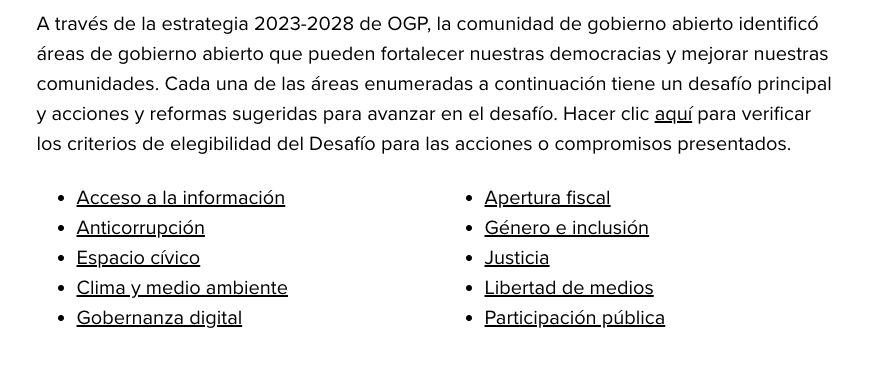 A través de la estrategia 2023-2028 de OGP, la comunidad de gobierno abierto identificó
áreas de gobierno abierto que pueden fortalecer nuestras democracias y mejorar nuestras
comunidades. Cada una de las áreas enumeradas a continuación tiene un desafío principal
y acciones y reformas sugeridas para avanzar en el desafío. Hacer clic aquí para verificar
los criterios de elegibilidad del Desafío para las acciones o compromisos presentados.
• Acceso a la información
• Anticorrupción
• Espacio cívico
• Clima y medio ambiente
• Gobernanza digital
• Apertura fiscal
• Género e inclusión
• Justicia
• Libertad de medios
• Participación pública